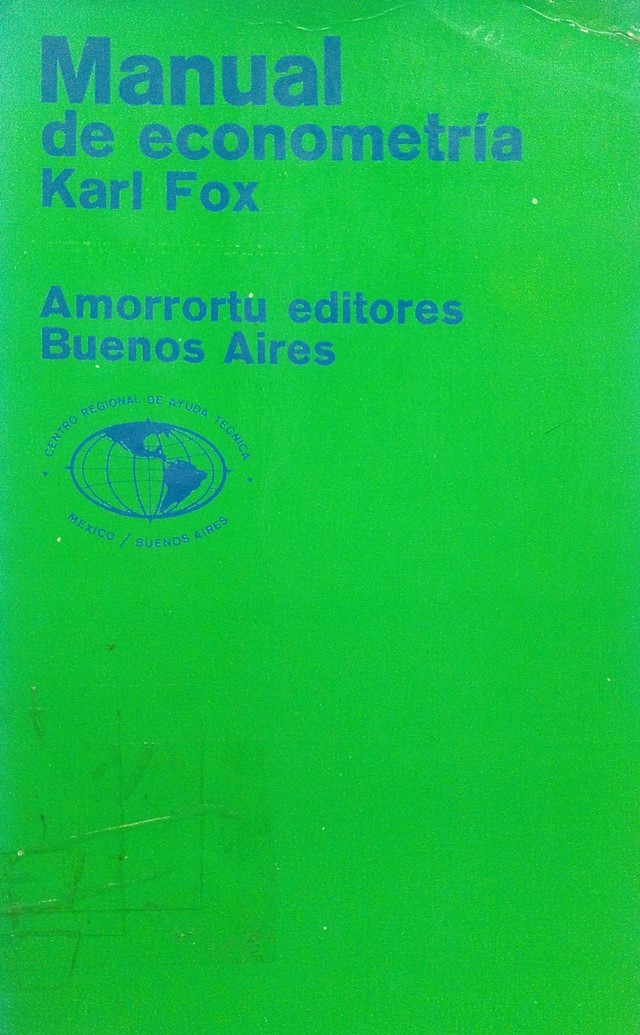 Manual
de econometría
Karl Fox
Amorrortu editores
Buenos Aires
CENTRO REGIONAL DE AYUDA TECNICA
MEXICO / BUENOS AIRES